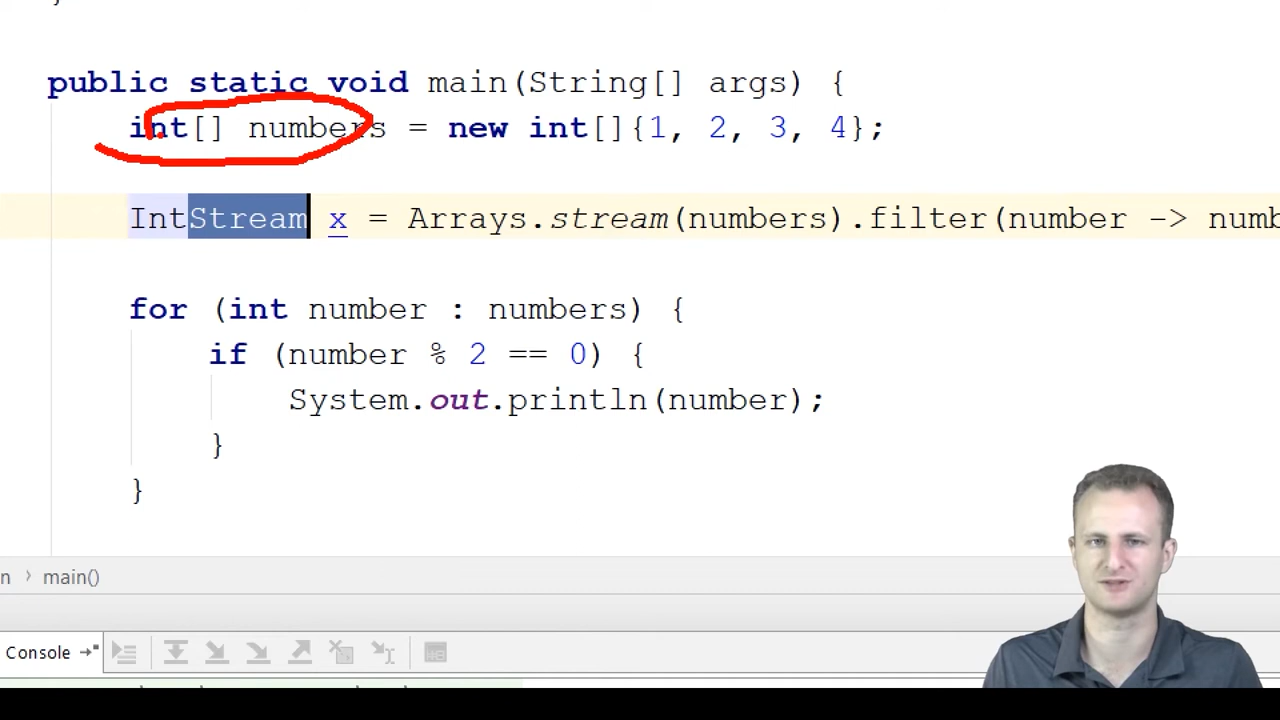 public static void main(String[] args) {
int[] numbers = new int[]{1, 2, 3, 4};
IntStream x = Arrays.stream(numbers).filter(number -> numb
for (int number : numbers) {
if (number % 2 == 0) {
System.out.println(number);
}
}
n › main()
Console